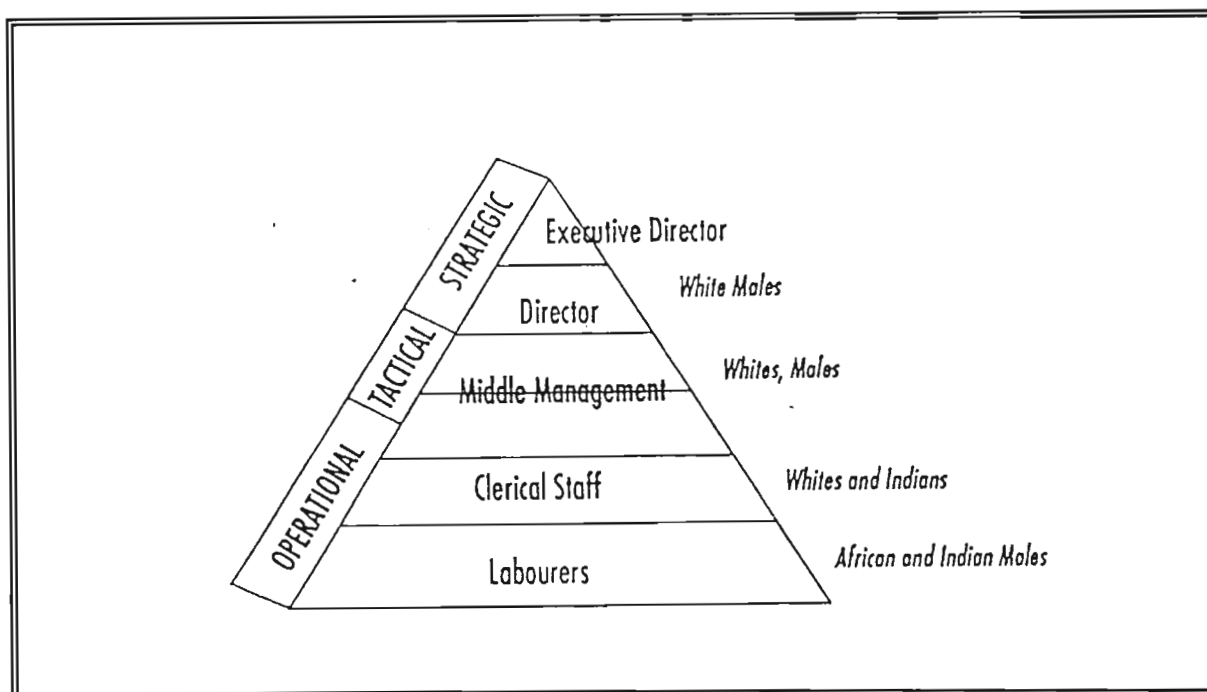 STRATEGIC
Executive Director
White Males
Director
TACTICAL
Whites, Males
Middle Management
OPERATIONAL
Clerical Staff
Whites and Indians
Labourers
African and Indian Males